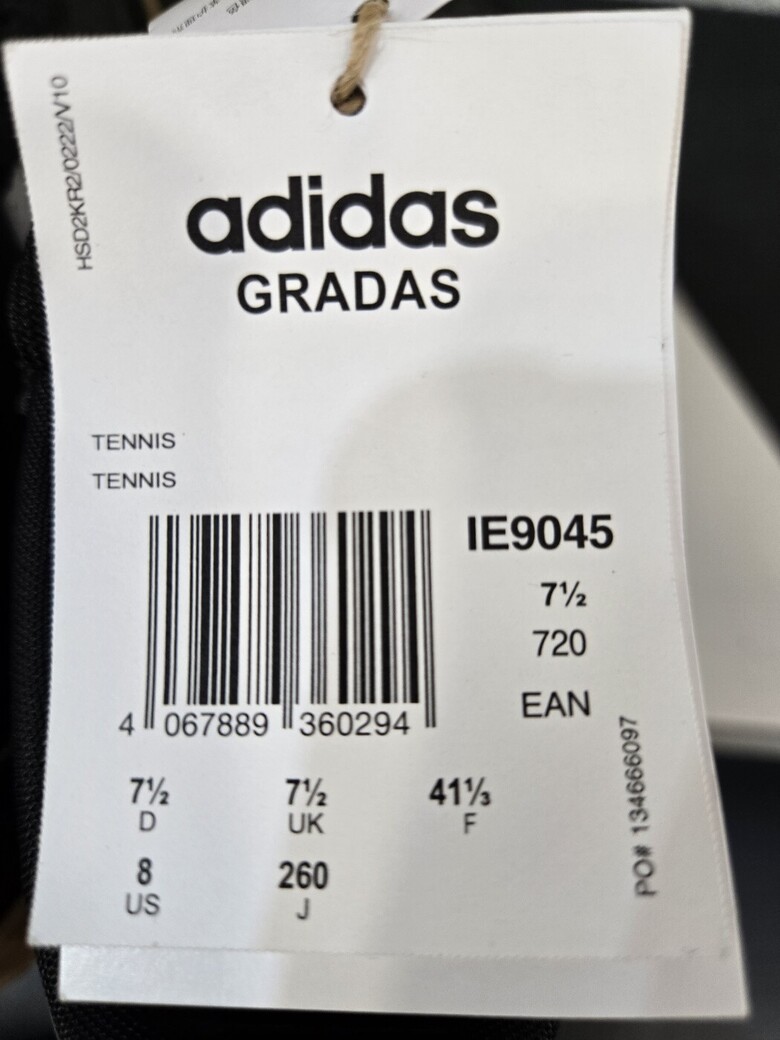 HSD2KR2/0222/V10
adidas
GRADAS
TENNIS
TENNIS
IE9045
7½
720
EAN
4 067889 360294
7½ 7½ 41⅓
D UK F
8 260
US J
PO# 134666097